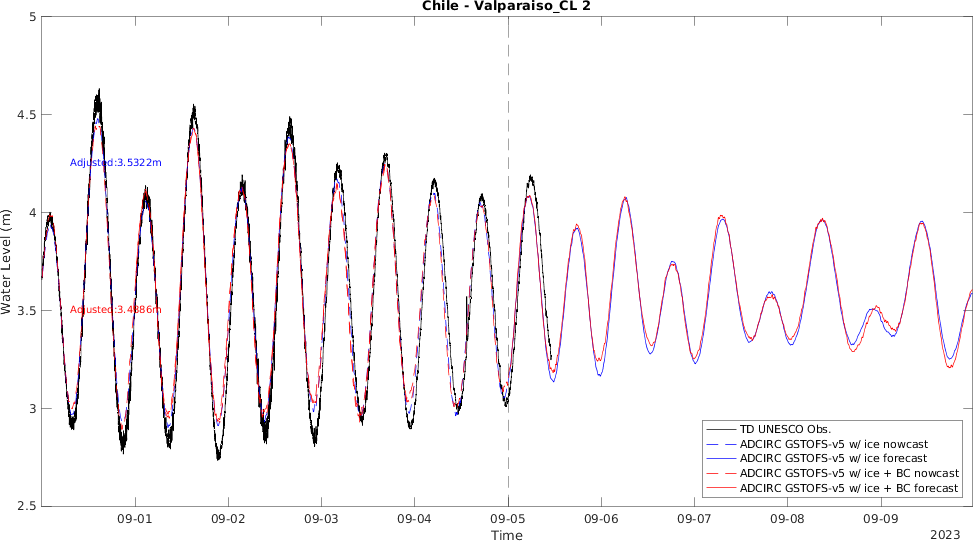 Chile - Valparaiso_CL 2
Water Level (m)
5
4.5
4
3.5
3
2.5
Adjusted:3.5322m
Adjusted:3.4886m
TD UNESCO Obs.
ADCIRC GSTOFS-v5 w/ ice nowcast
ADCIRC GSTOFS-v5 w/ ice forecast
ADCIRC GSTOFS-v5 w/ ice + BC nowcast
ADCIRC GSTOFS-v5 w/ ice + BC forecast
09-01 09-02 09-03 09-04 09-05 09-06 09-07 09-08 09-09
Time
2023